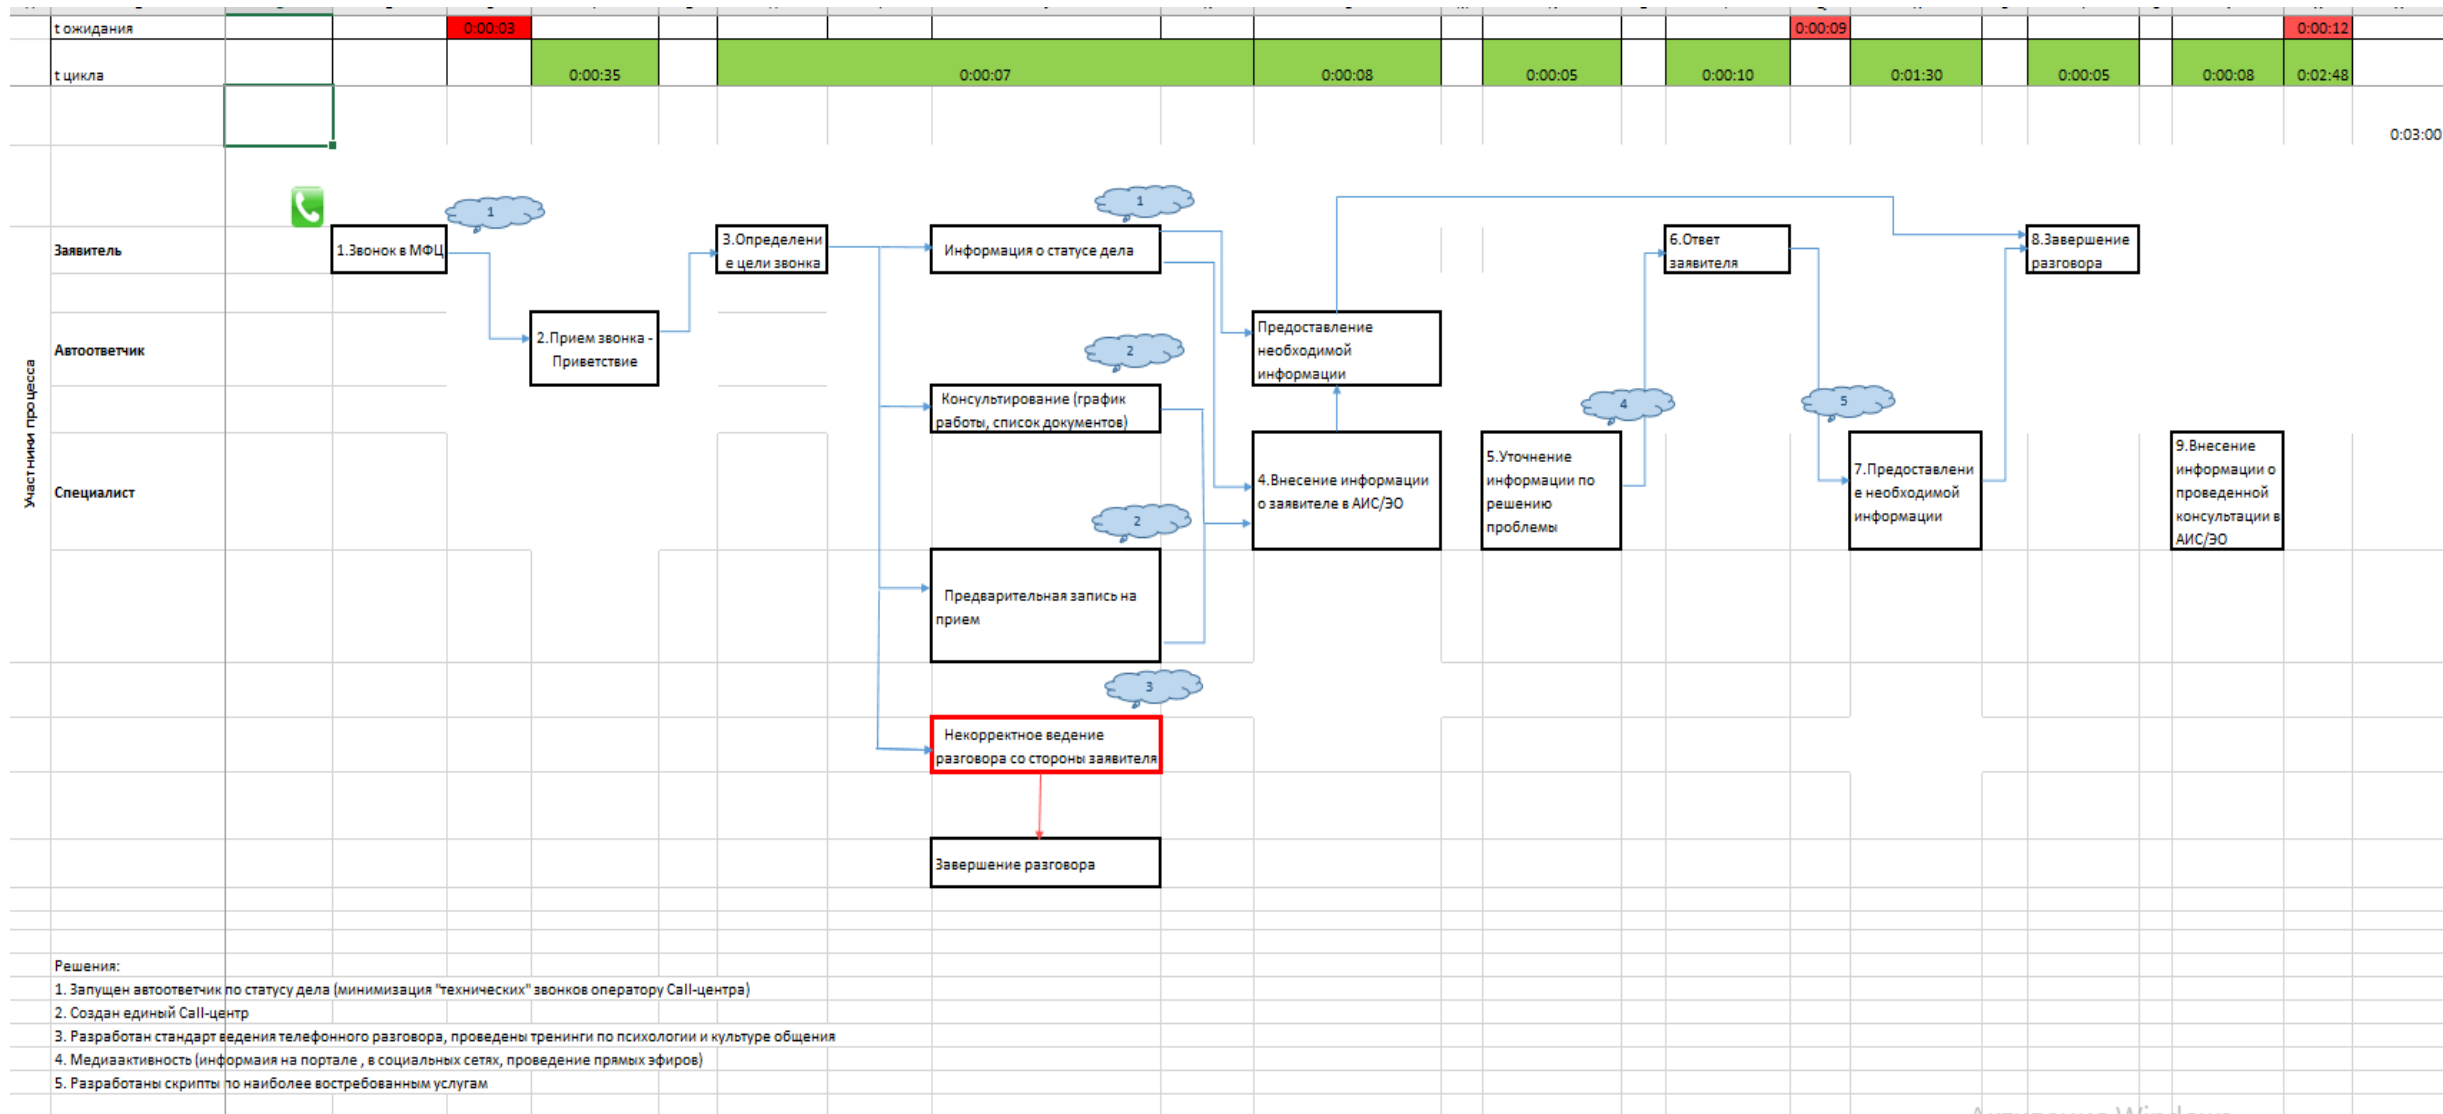 t ожидания 0:00:03 0:00:09 0:00:12
t цикла 0:00:35 0:00:07 0:00:08 0:00:05 0:00:10 0:01:30 0:00:05 0:00:08 0:02:48
0:03:00
Участники процесса
Заявитель
Автоответчик
Специалист
1
1.Звонок в МФЦ
2.Прием звонка -
Приветствие
3.Определени
е цели звонка
1
Информация о статусе дела
2
Консультирование (график
работы, список документов)
2
Предварительная запись на
прием
3
Некорректное ведение
разговора со стороны заявителя
Завершение разговора
Предоставление
необходимой
информации
4.Внесение информации
о заявителе в АИС/ЭО
5.Уточнение
информации по
решению
проблемы
4
6.Ответ
заявителя
5
7.Предоставлени
е необходимой
информации
8.Завершение
разговора
9.Внесение
информации о
проведенной
консультации в
АИС/ЭО
Решения:
1. Запущен автоответчик по статусу дела (минимизация "технических" звонков оператору Call-центра)
2. Создан единый Call-центр
3. Разработан стандарт ведения телефонного разговора, проведены тренинги по психологии и культуре общения
4. Медиаактивность (информаия на портале , в социальных сетях, проведение прямых эфиров)
5. Разработаны скрипты по наиболее востребованным услугам